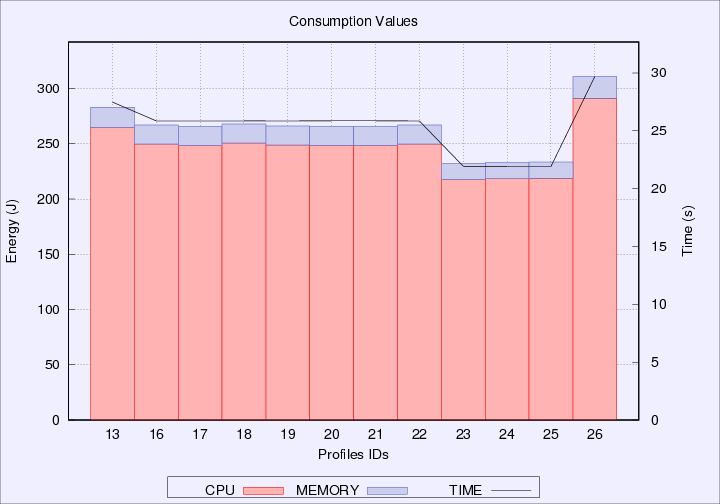 Consumption Values
300
250
200
150
100
50
0
Energy (J)
30
25
20
15
10
5
0
Time (s)
13 16 17 18 19 20 21 22 23 24 25 26
Profiles IDs
CPU MEMORY TIME